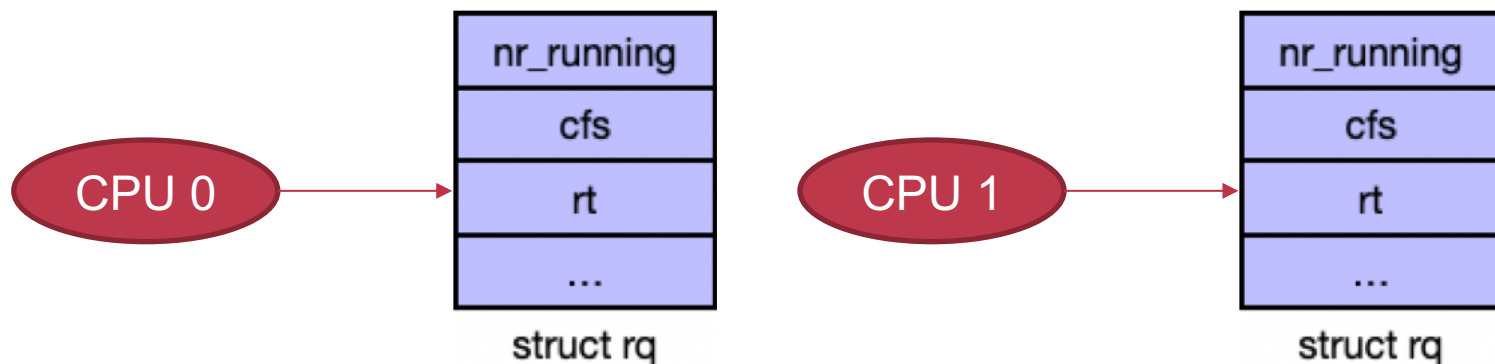 CPU 0
nr_running
cfs
rt
...
struct rq
CPU 1
nr_running
cfs
rt
...
struct rq